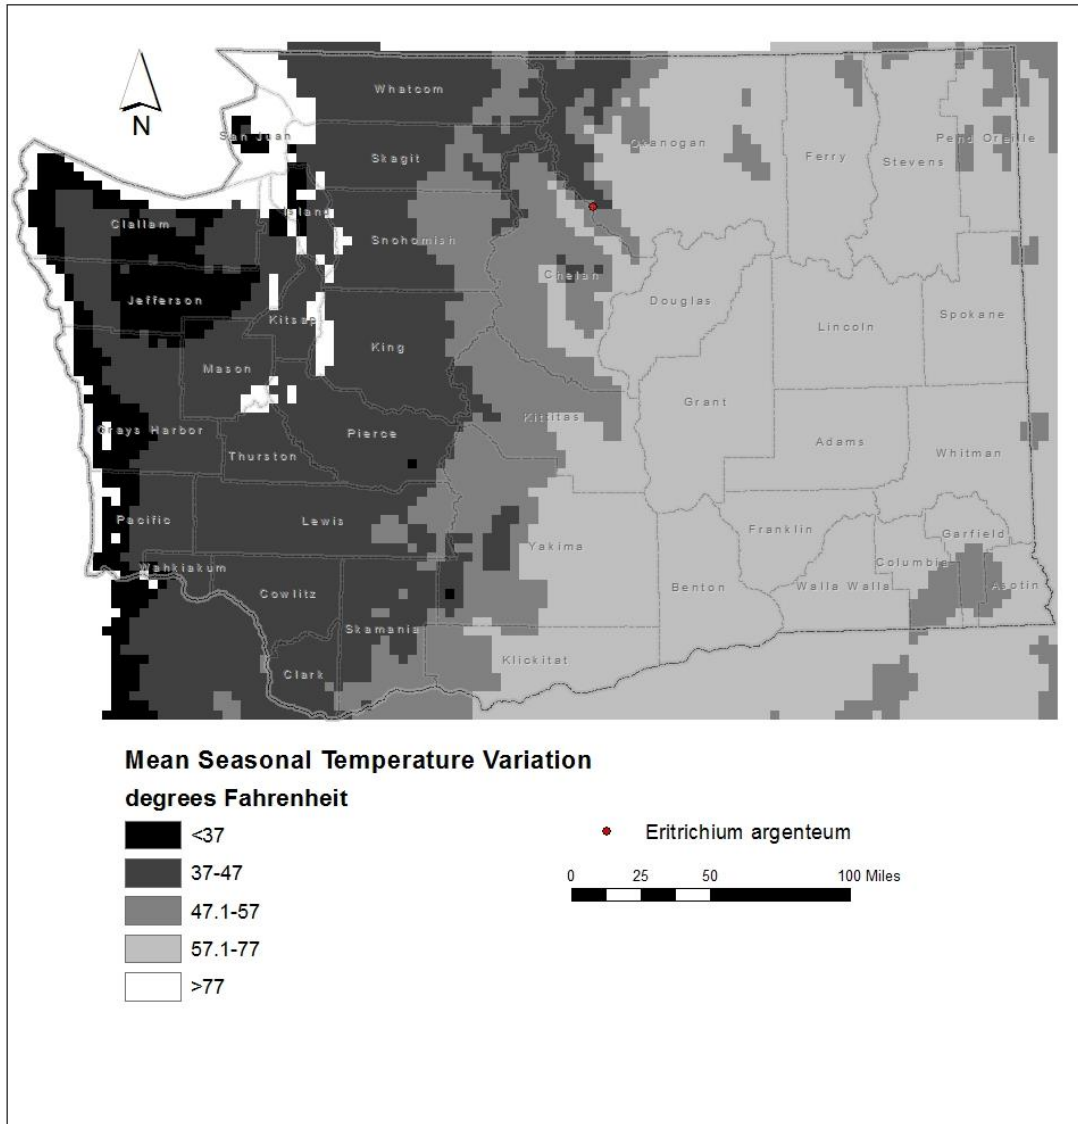 N
Whatcom
San Juan
Skagit
Okanogan
Ferry
Stevens
Pend Oreille
Island
Clallam
Snohomish
Chelan
Jefferson
Douglas
Kitsap
Lincoln
Spokane
King
Mason
Grant
Kittitas
Grays Harbor
Pierce
Adams
Thurston
Whitman
Pacific
Lewis
Franklin
Garfield
Yakima
Columbia
Wahkiakum
Benton
Walla Walla
Asotin
Cowlitz
Skamania
Klickitat
Clark
Mean Seasonal Temperature Variation
degrees Fahrenheit
<37
37-47
47.1-57
57.1-77
>77
Eritrichium argenteum
0 25 50 100 Miles